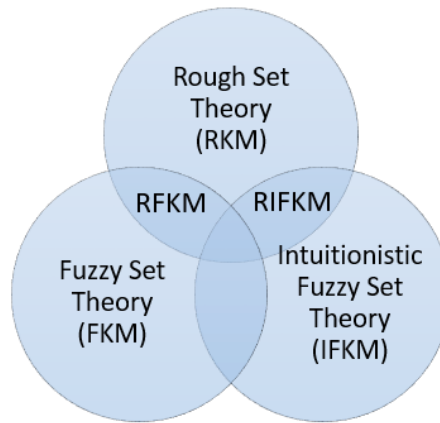 Rough Set
Theory
(RKM)
RFKM
RIFKM
Fuzzy Set
Theory
(FKM)
Intuitionistic
Fuzzy Set
Theory
(IFKM)